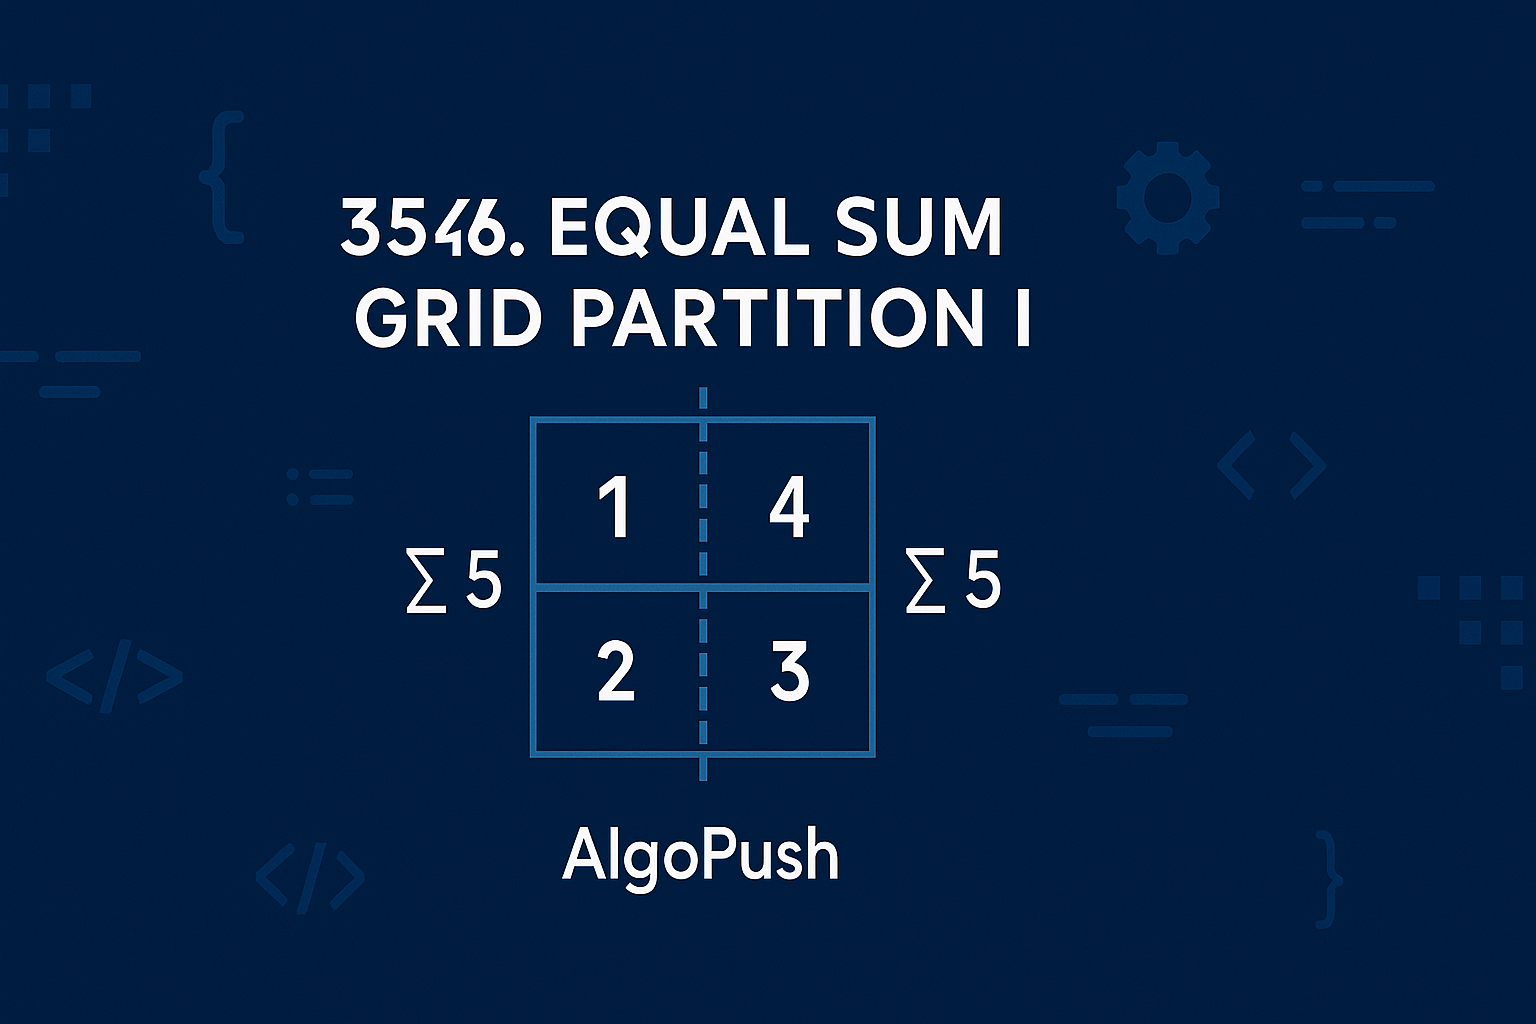 3546. EQUAL SUM
GRID PARTITION I
1 4
∑ 5 ∑ 5
2 3
AlgoPush